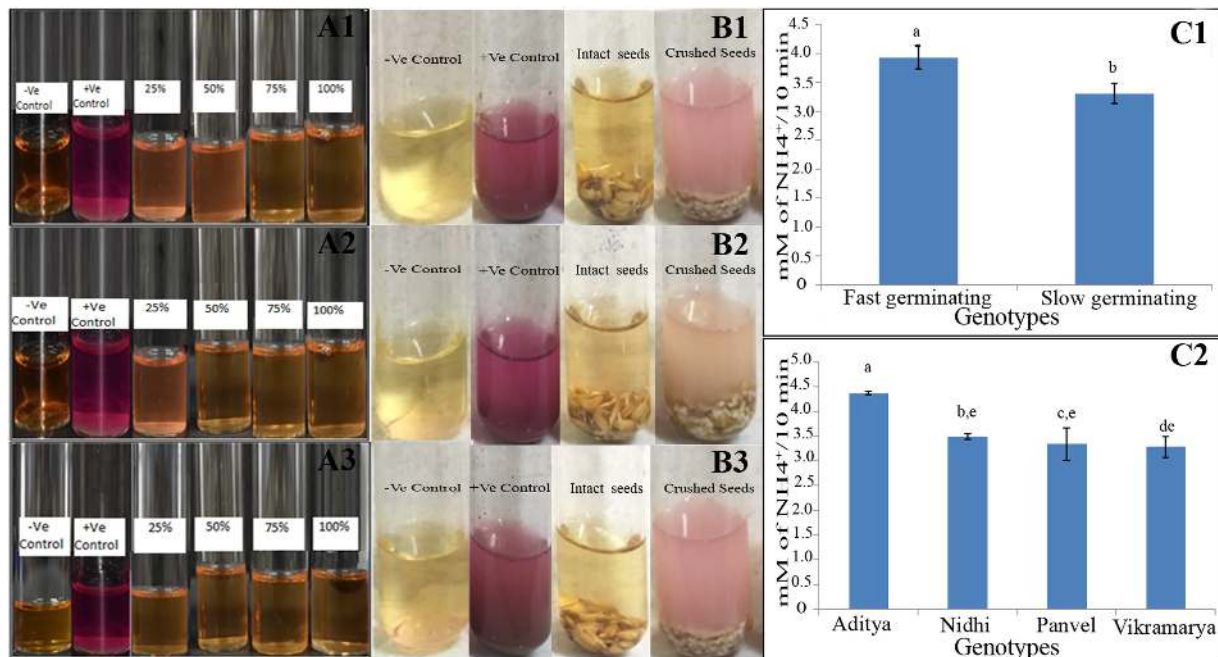 A1
-Ve Control
+Ve Control
25%
50%
75%
100%
A2
-Ve Control
+Ve Control
25%
50%
75%
100%
A3
-Ve Control
+Ve Control
25%
50%
75%
100%
B1
-Ve Control
+Ve Control
Intact seeds
Crushed Seeds
B2
-Ve Control
+Ve Control
Intact seeds
Crushed Seeds
B3
-Ve Control
+Ve Control
Intact seeds
Crushed Seeds
C1
mM of NH4⁺/10 min
4.5
4.0
3.5
3.0
2.5
2.0
1.5
1.0
0.5
0
a
b
Fast germinating
Slow germinating
Genotypes
C2
mM of NH4⁺/10 min
5.0
4.5
4.0
3.5
3.0
2.5
2.0
1.5
1.0
0.5
0
a
b,e
c,e
de
Aditya
Nidhi
Panvel
Vikramarya
Genotypes